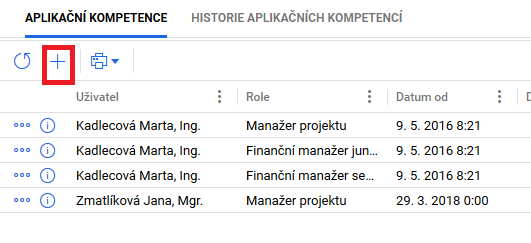 APLIKAČNÍ KOMPETENCE HISTORIE APLIKAČNÍCH KOMPETENCÍ
Uživatel Role Datum od
Kadlecová Marta, Ing. Manažer projektu 9. 5. 2016 8:21
Kadlecová Marta, Ing. Finanční manažer jun... 9. 5. 2016 8:21
Kadlecová Marta, Ing. Finanční manažer se... 9. 5. 2016 8:21
Zmatlíková Jana, Mgr. Manažer projektu 29. 3. 2018 0:00